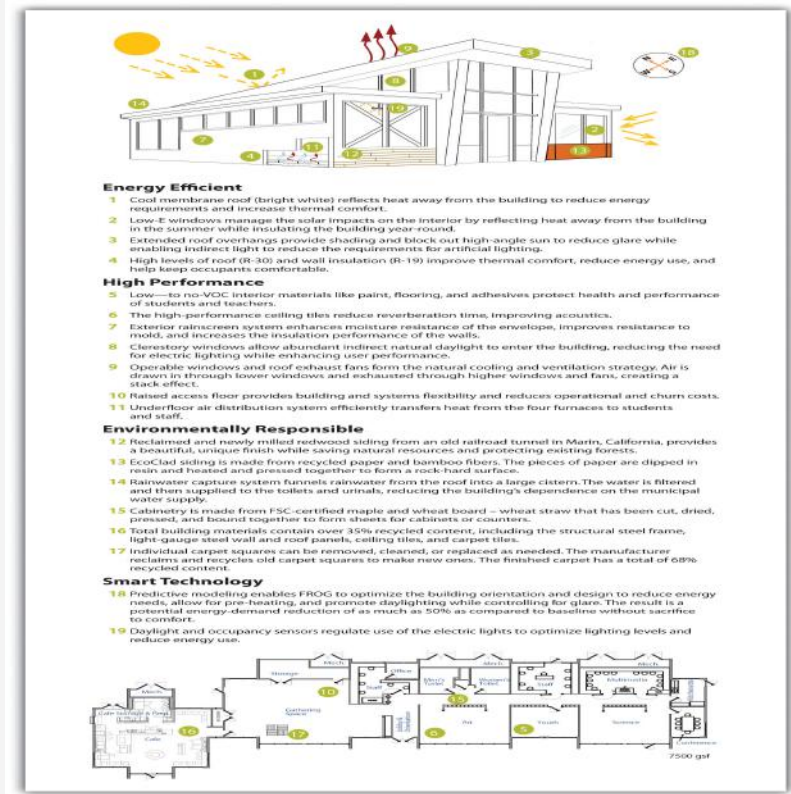 1
9
3
18
8
14
19
2
7
11
4
12
13
Energy Efficient
1 Cool membrane roof (bright white) reflects heat away from the building to reduce energy
requirements and increase thermal comfort.
2 Low-E windows manage the solar impacts on the interior by reflecting heat away from the building
in the summer while insulating the building year-round.
3 Extended roof overhangs provide shading and block out high-angle sun to reduce glare while
enabling indirect light to reduce the requirements for artificial lighting.
4 High levels of roof (R-30) and wall insulation (R-19) improve thermal comfort, reduce energy use, and
help keep occupants comfortable.
High Performance
5 Low—to no-VOC interior materials like paint, flooring, and adhesives protect health and performance
of students and teachers.
6 The high-performance ceiling tiles reduce reverberation time, improving acoustics.
7 Exterior rainscreen system enhances moisture resistance of the envelope, improves resistance to
mold, and increases the insulation performance of the walls.
8 Clerestory windows allow abundant indirect natural daylight to enter the building, reducing the need
for electric lighting while enhancing user performance.
9 Operable windows and roof exhaust fans form the natural cooling and ventilation strategy. Air is
drawn in through lower windows and exhausted through higher windows and fans, creating a
stack effect.
10 Raised access floor provides building and systems flexibility and reduces operational and churn costs.
11 Underfloor air distribution system efficiently transfers heat from the four furnaces to students
and staff.
Environmentally Responsible
12 Reclaimed and newly milled redwood siding from an old railroad tunnel in Marin, California, provides
a beautiful, unique finish while saving natural resources and protecting existing forests.
13 EcoClad siding is made from recycled paper and bamboo fibers. The pieces of paper are dipped in
resin and heated and pressed together to form a rock-hard surface.
14 Rainwater capture system funnels rainwater from the roof into a large cistern. The water is filtered
and then supplied to the toilets and urinals, reducing the building's dependence on the municipal
water supply.
15 Cabinetry is made from FSC-certified maple and wheat board – wheat straw that has been cut, dried,
pressed, and bound together to form sheets for cabinets or counters.
16 Total building materials contain over 35% recycled content, including the structural steel frame,
light-gauge steel wall and roof panels, ceiling tiles, and carpet tiles.
17 Individual carpet squares can be removed, cleaned, or replaced as needed. The manufacturer
reclaims and recycles old carpet squares to make new ones. The finished carpet has a total of 68%
recycled content.
Smart Technology
18 Predictive modeling enables FROG to optimize the building orientation and design to reduce energy
needs, allow for pre-heating, and promote daylighting while controlling for glare. The result is a
potential energy-demand reduction of as much as 50% as compared to baseline without sacrifice
to comfort.
19 Daylight and occupancy sensors regulate use of the electric lights to optimize lighting levels and
reduce energy use.
Mech.
Storage
Office
Mech.
Mech.
Mech.
10
Staff
Men's
Toilet
Women's
Toilet
Staff
Multimedia
15
Gathering
Space
Cafe
16
17
6
Art
5
Youth
Science
Conference
7500 gsf